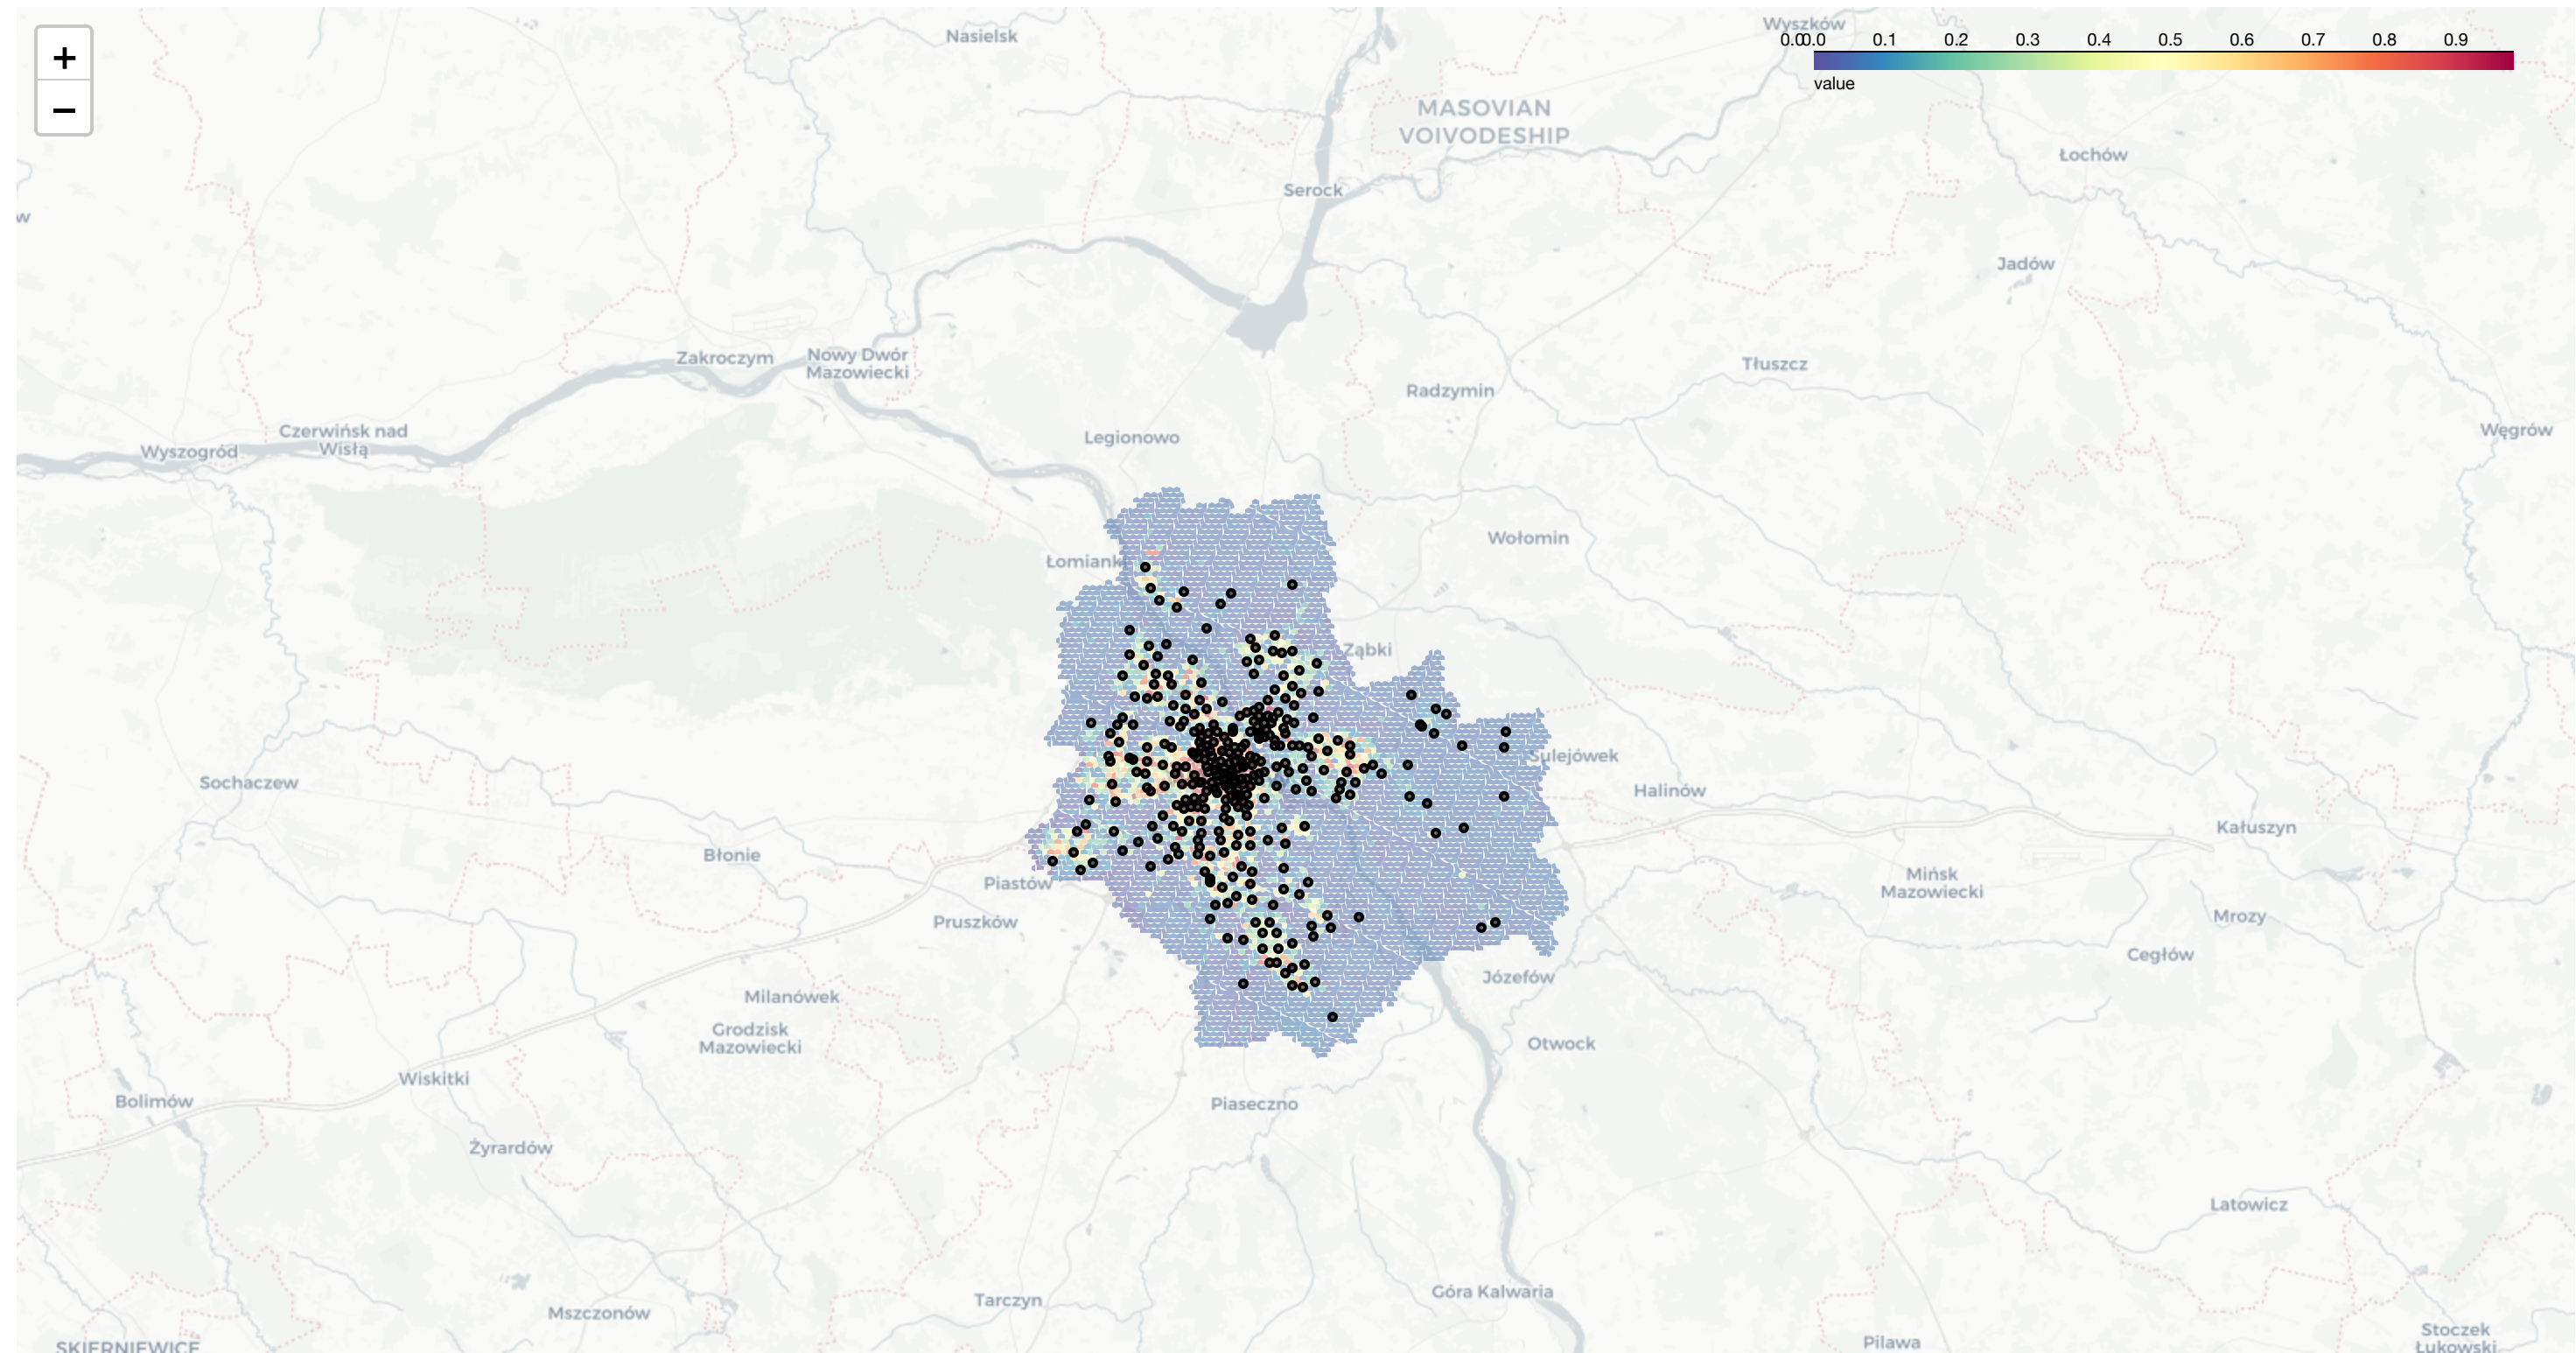 +
−
Nasielsk
Wyszków
0.00.0 0.1 0.2 0.3 0.4 0.5 0.6 0.7 0.8 0.9
value
MASOVIAN
VOIVODESHIP
Łochów
Serock
w
Jadów
Zakroczym
Nowy Dwór
Mazowiecki
Tłuszcz
Radzymin
Czerwińsk nad
Wisłą
Wyszogród
Legionowo
Węgrów
Wołomin
Łomianki
Ząbki
Sulejówek
Sochaczew
Halinów
Kałuszyn
Błonie
Piastów
Mińsk
Mazowiecki
Pruszków
Mrozy
Cegłów
Józefów
Milanówek
Grodzisk
Mazowiecki
Otwock
Wiskitki
Bolimów
Piaseczno
Żyrardów
Latowicz
Góra Kalwaria
Tarczyn
Mszczonów
Stoczek
Łukowski
Pilawa
SKIERNIEWICE